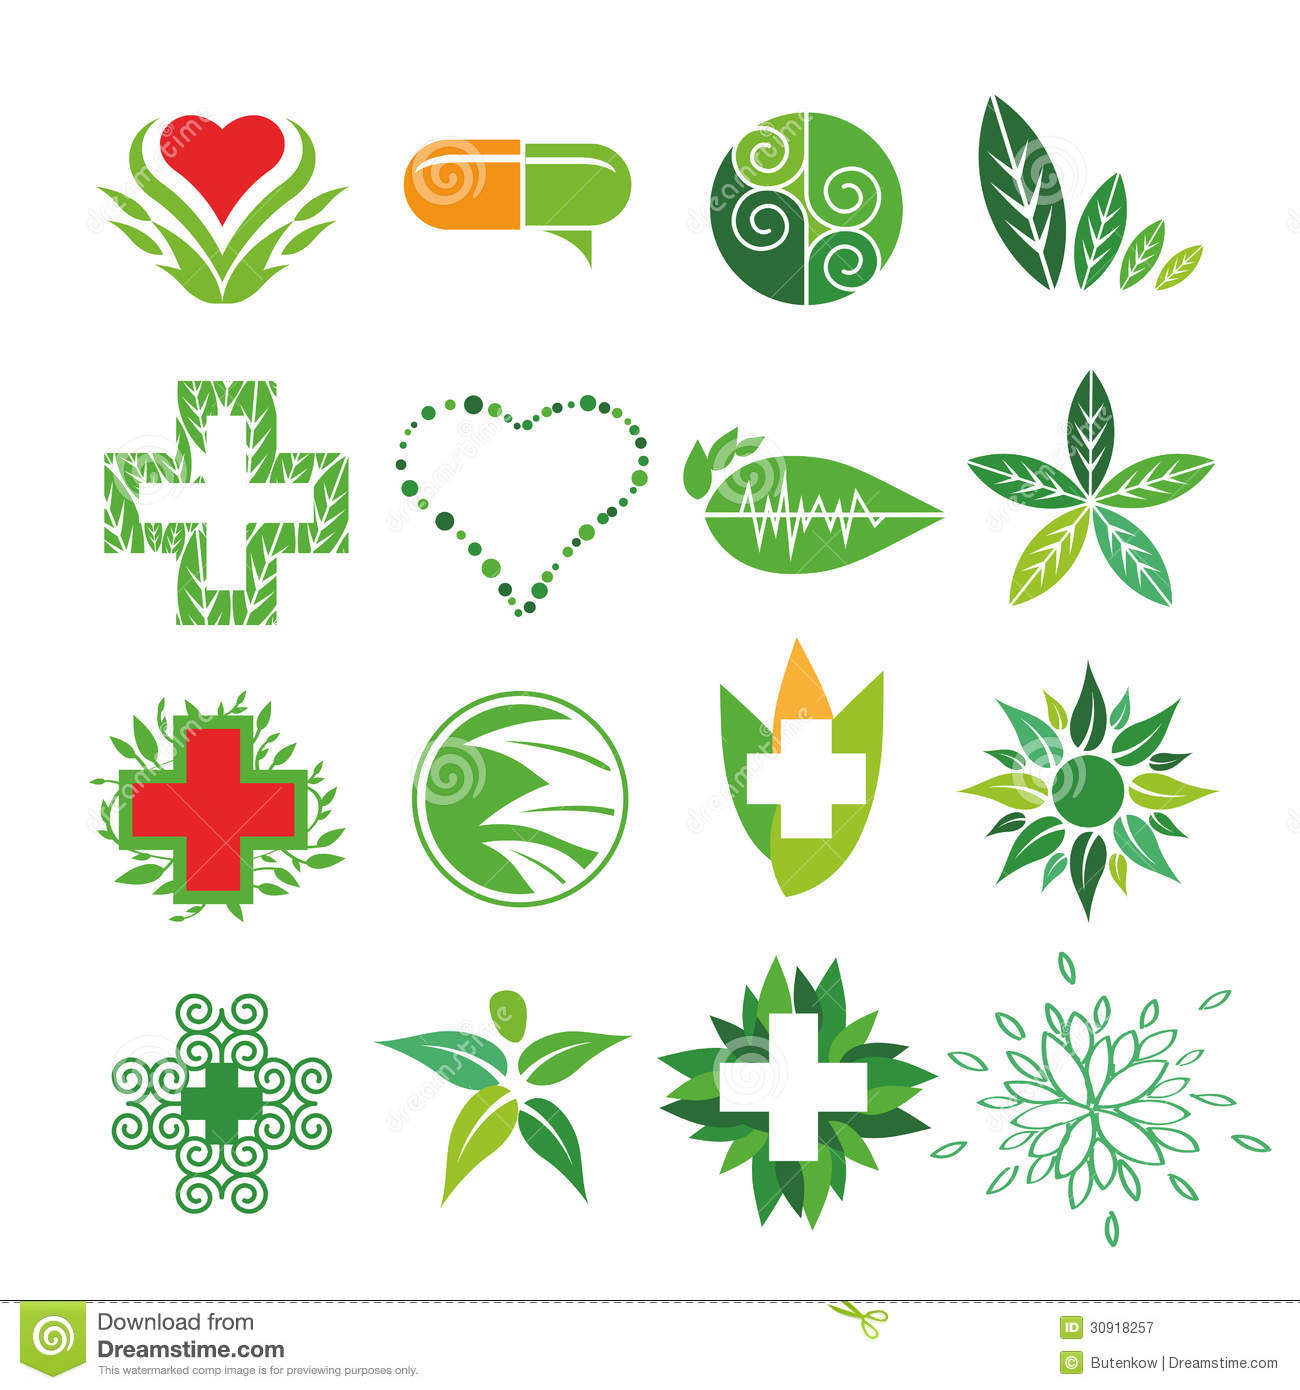 Download from
Dreamstime.com
This watermarked comp image is for previewing purposes only.
ID 30918257
© Butenkow | Dreamstime.com